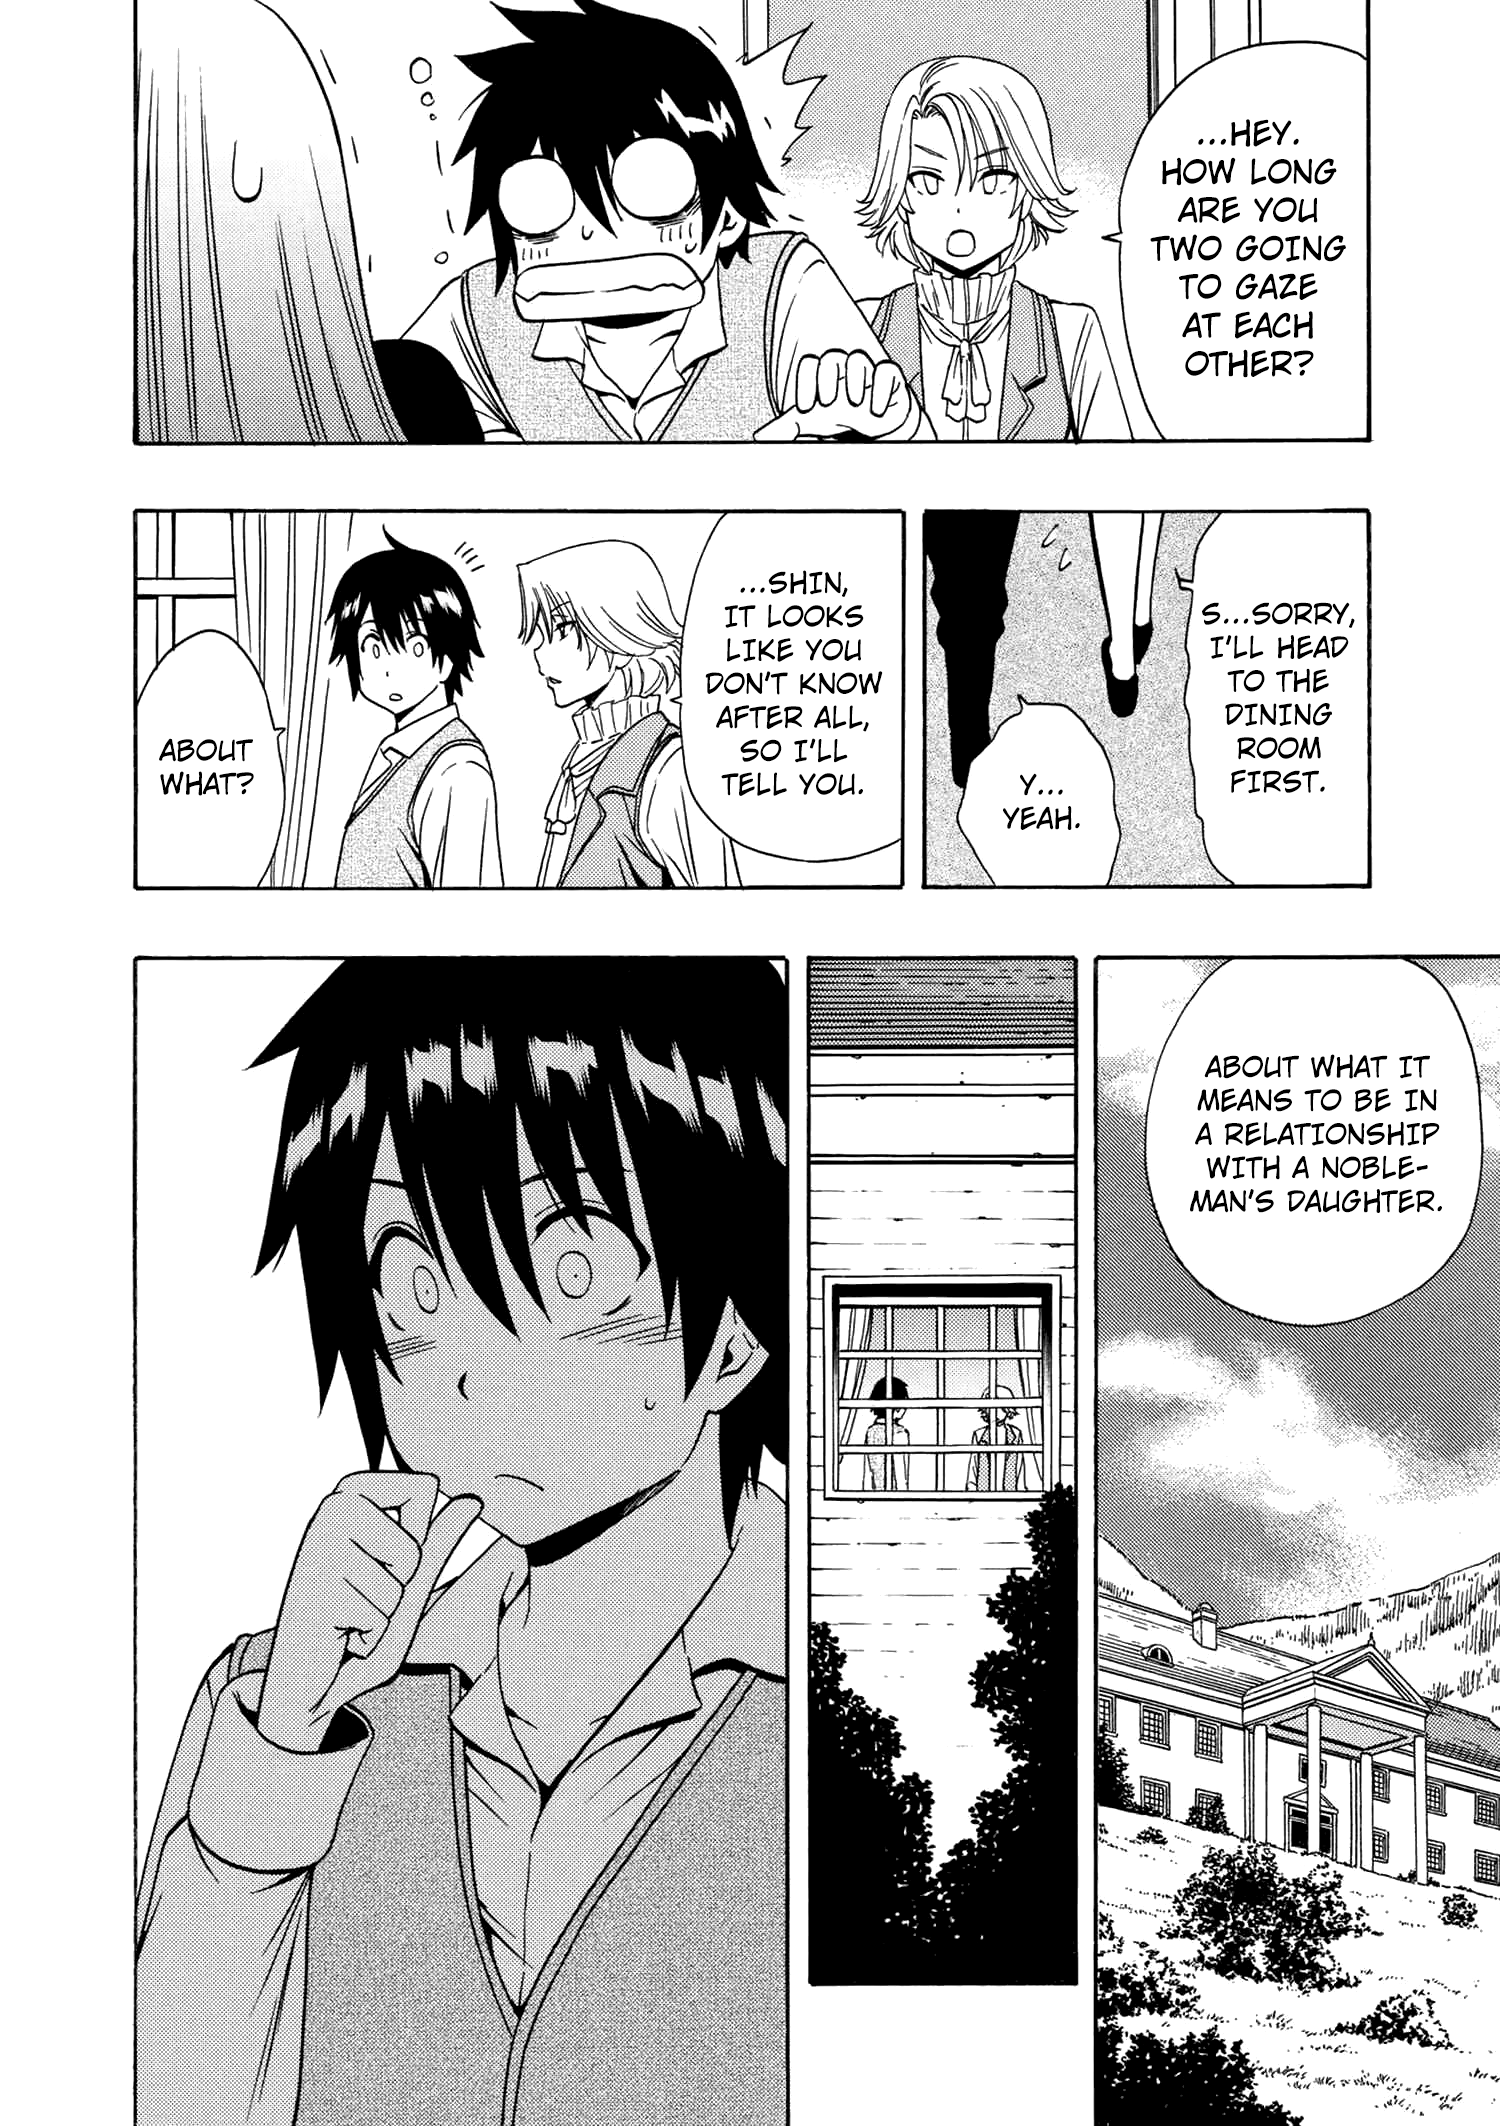 ...HEY.
HOW LONG
ARE YOU
TWO GOING
TO GAZE
AT EACH
OTHER?
S...SORRY,
I'LL HEAD
TO THE
DINING
ROOM
FIRST.
Y...
YEAH.
...SHIN,
IT LOOKS
LIKE YOU
DON'T KNOW
AFTER ALL,
SO I'LL
TELL YOU.
ABOUT
WHAT?
ABOUT WHAT IT
MEANS TO BE IN
A RELATIONSHIP
WITH A NOBLE-
MAN'S DAUGHTER.